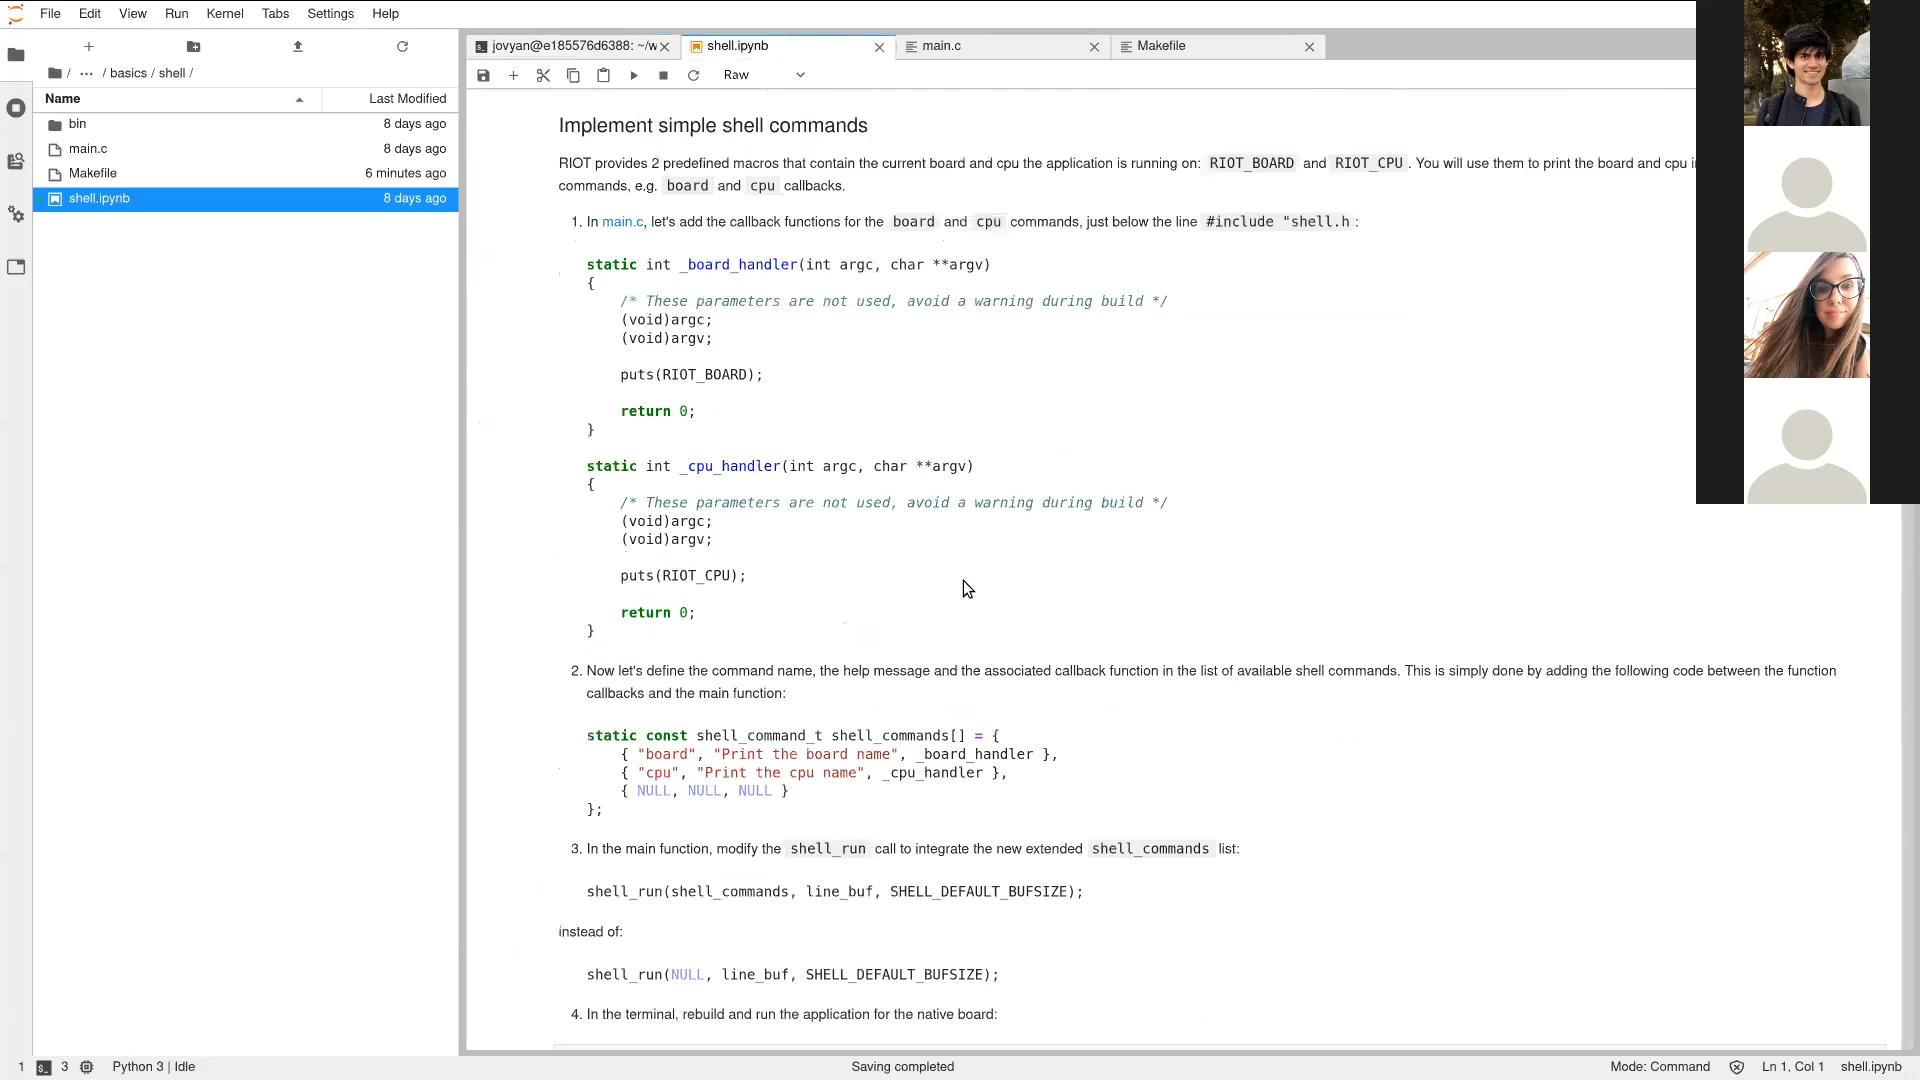 File Edit View Run Kernel Tabs Settings Help
jovyan@e185576d6388: ~/w shell.ipynb main.c Makefile
/ ··· / basics / shell /
Raw
Name Last Modified
bin 8 days ago
main.c 8 days ago
Makefile 6 minutes ago
shell.ipynb 8 days ago
Implement simple shell commands
RIOT provides 2 predefined macros that contain the current board and cpu the application is running on: RIOT_BOARD and RIOT_CPU. You will use them to print the board and cpu i
commands, e.g. board and cpu callbacks.
1. In main.c, let's add the callback functions for the board and cpu commands, just below the line #include "shell.h :
static int _board_handler(int argc, char **argv)
{
/* These parameters are not used, avoid a warning during build */
(void)argc;
(void)argv;
puts(RIOT_BOARD);
return 0;
}
static int _cpu_handler(int argc, char **argv)
{
/* These parameters are not used, avoid a warning during build */
(void)argc;
(void)argv;
puts(RIOT_CPU);
return 0;
}
2. Now let's define the command name, the help message and the associated callback function in the list of available shell commands. This is simply done by adding the following code between the function
callbacks and the main function:
static const shell_command_t shell_commands[] = {
{ "board", "Print the board name", _board_handler },
{ "cpu", "Print the cpu name", _cpu_handler },
{ NULL, NULL, NULL }
};
3. In the main function, modify the shell_run call to integrate the new extended shell_commands list:
shell_run(shell_commands, line_buf, SHELL_DEFAULT_BUFSIZE);
instead of:
shell_run(NULL, line_buf, SHELL_DEFAULT_BUFSIZE);
4. In the terminal, rebuild and run the application for the native board:
1 $_ 3 Python 3 | Idle Saving completed Mode: Command Ln 1, Col 1 shell.ipynb